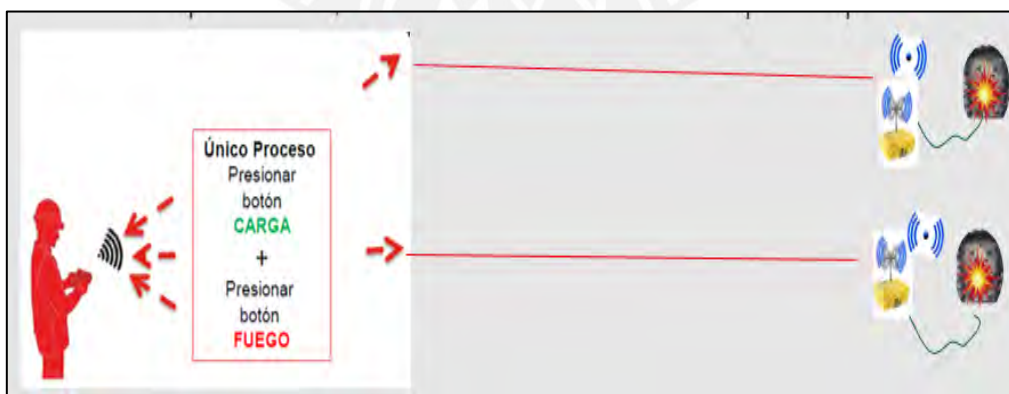 Único Proceso
Presionar
botón
CARGA
+
Presionar
botón
FUEGO